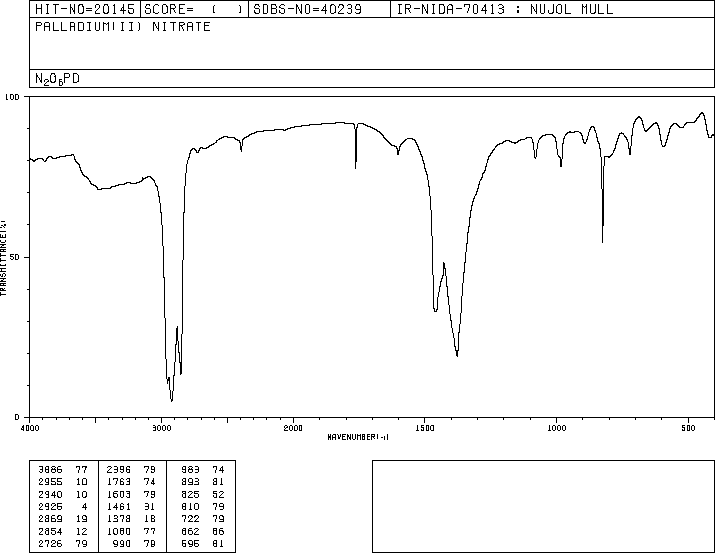 HIT-NO=20145 SCORE= ( ) SDBS-NO=40239 IR-NIDA-70413 : NUJOL MULL
PALLADIUM(II) NITRATE
N₂O₆PD
100
50
0
TRANSMITTANCE(%)
4000 3000 2000 1500 1000 500
WAVENUMBER(-1)
3886 77 2396 79 983 74
2955 10 1763 74 893 81
2940 10 1603 79 825 52
2925 4 1461 31 810 79
2869 19 1378 18 722 79
2854 12 1080 77 662 86
2726 79 990 78 595 81